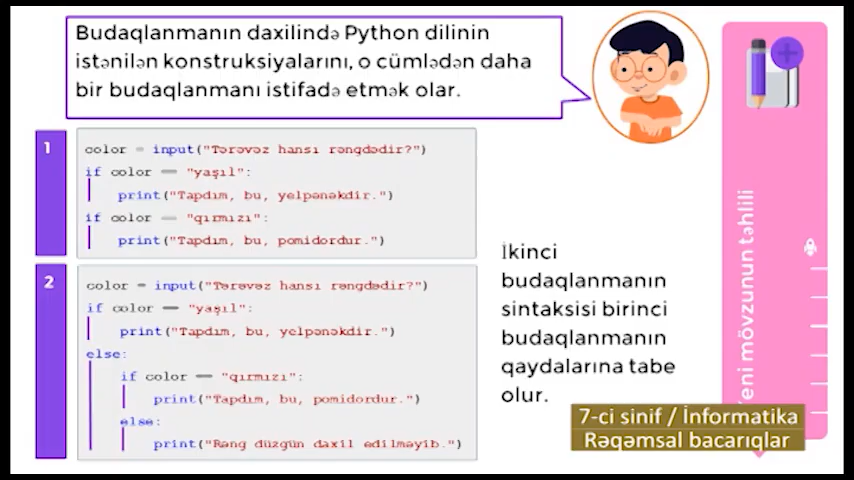 Budaqlanmanın daxilində Python dilinin
istənilən konstruksiyalarını, o cümlədən daha
bir budaqlanmanı istifadə etmək olar.
1
color = input("Tərəvəz hansı rəngdədir?")
if color == "yaşıl":
print("Tapdım, bu, yelpənəkdir.")
if color == "qırmızı":
print("Tapdım, bu, pomidordur.")
2
color = input("Tərəvəz hansı rəngdədir?")
if color == "yaşıl":
print("Tapdım, bu, yelpənəkdir.")
else:
if color == "qırmızı":
print("Tapdım, bu, pomidordur.")
else:
print("Rəng düzgün daxil edilməyib.")
İkinci
budaqlanmanın
sintaksisi birinci
budaqlanmanın
qaydalarına tabe
olur.
Yeni mövzunun təhlili
7-ci sinif / İnformatika
Rəqəmsal bacarıqlar